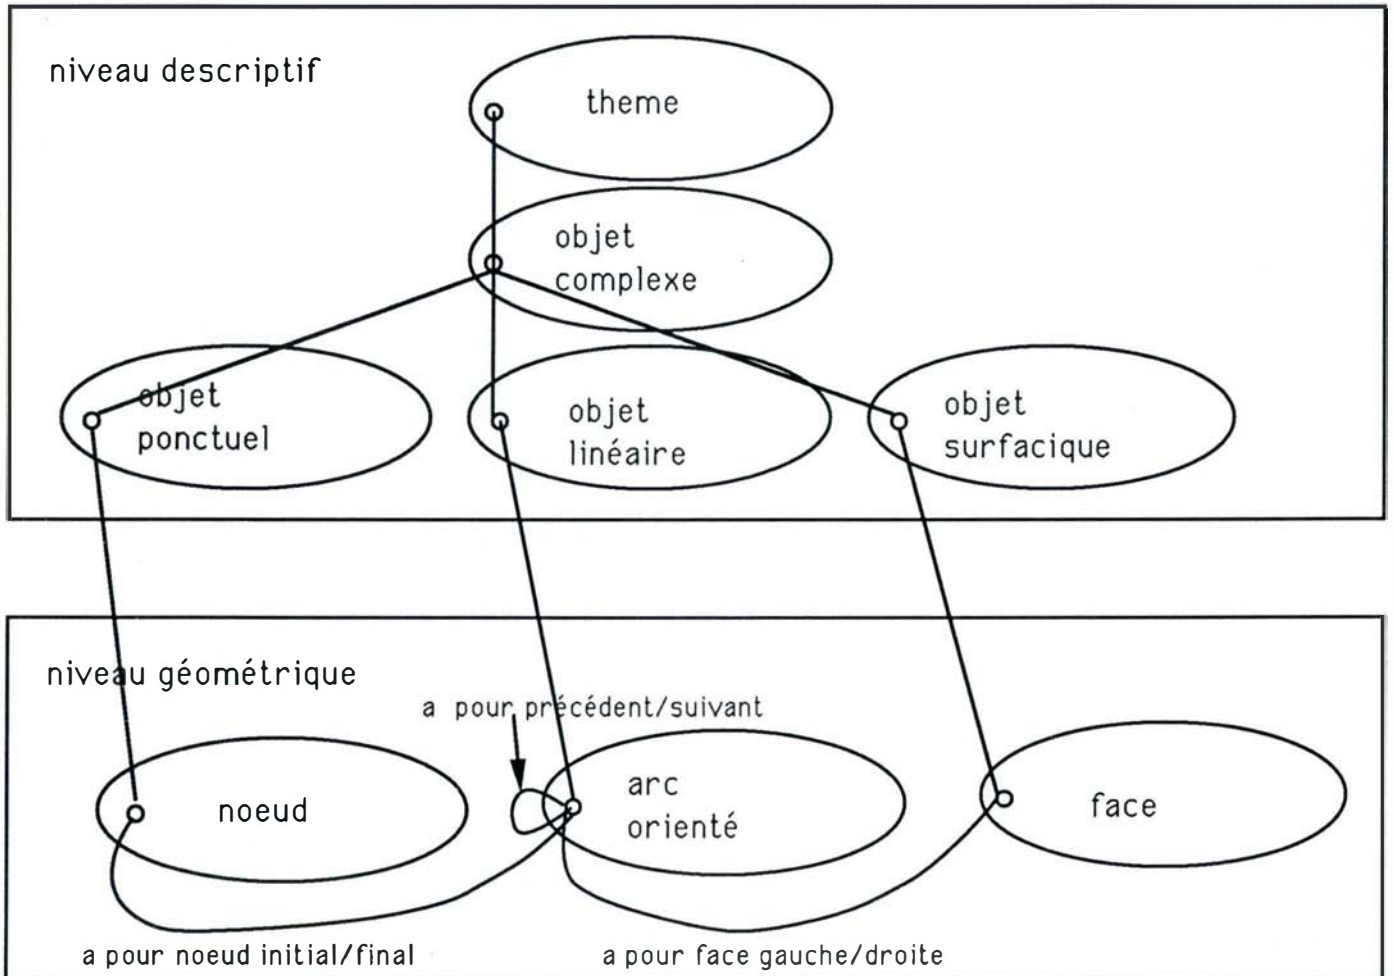 niveau descriptif
theme
objet
complexe
objet
ponctuel
objet
linéaire
objet
surfacique
niveau géométrique
a pour précédent/suivant
noeud
arc
orienté
face
a pour noeud initial/final
a pour face gauche/droite